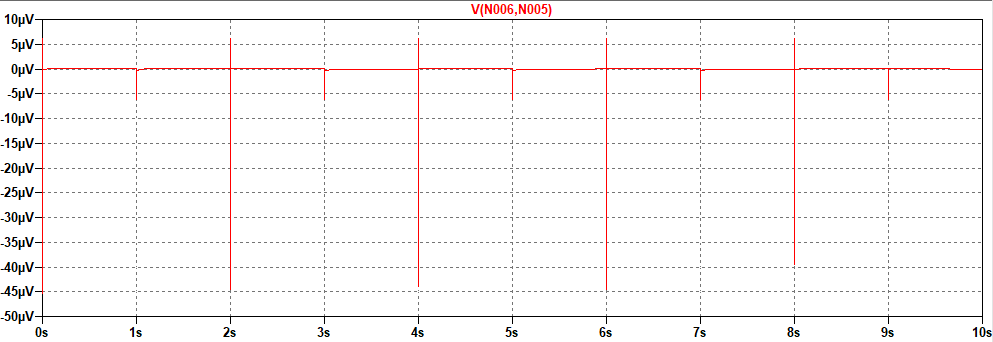 V(N006,N005)
10µV
5µV
0µV
-5µV
-10µV
-15µV
-20µV
-25µV
-30µV
-35µV
-40µV
-45µV
-50µV
0s 1s 2s 3s 4s 5s 6s 7s 8s 9s 10s